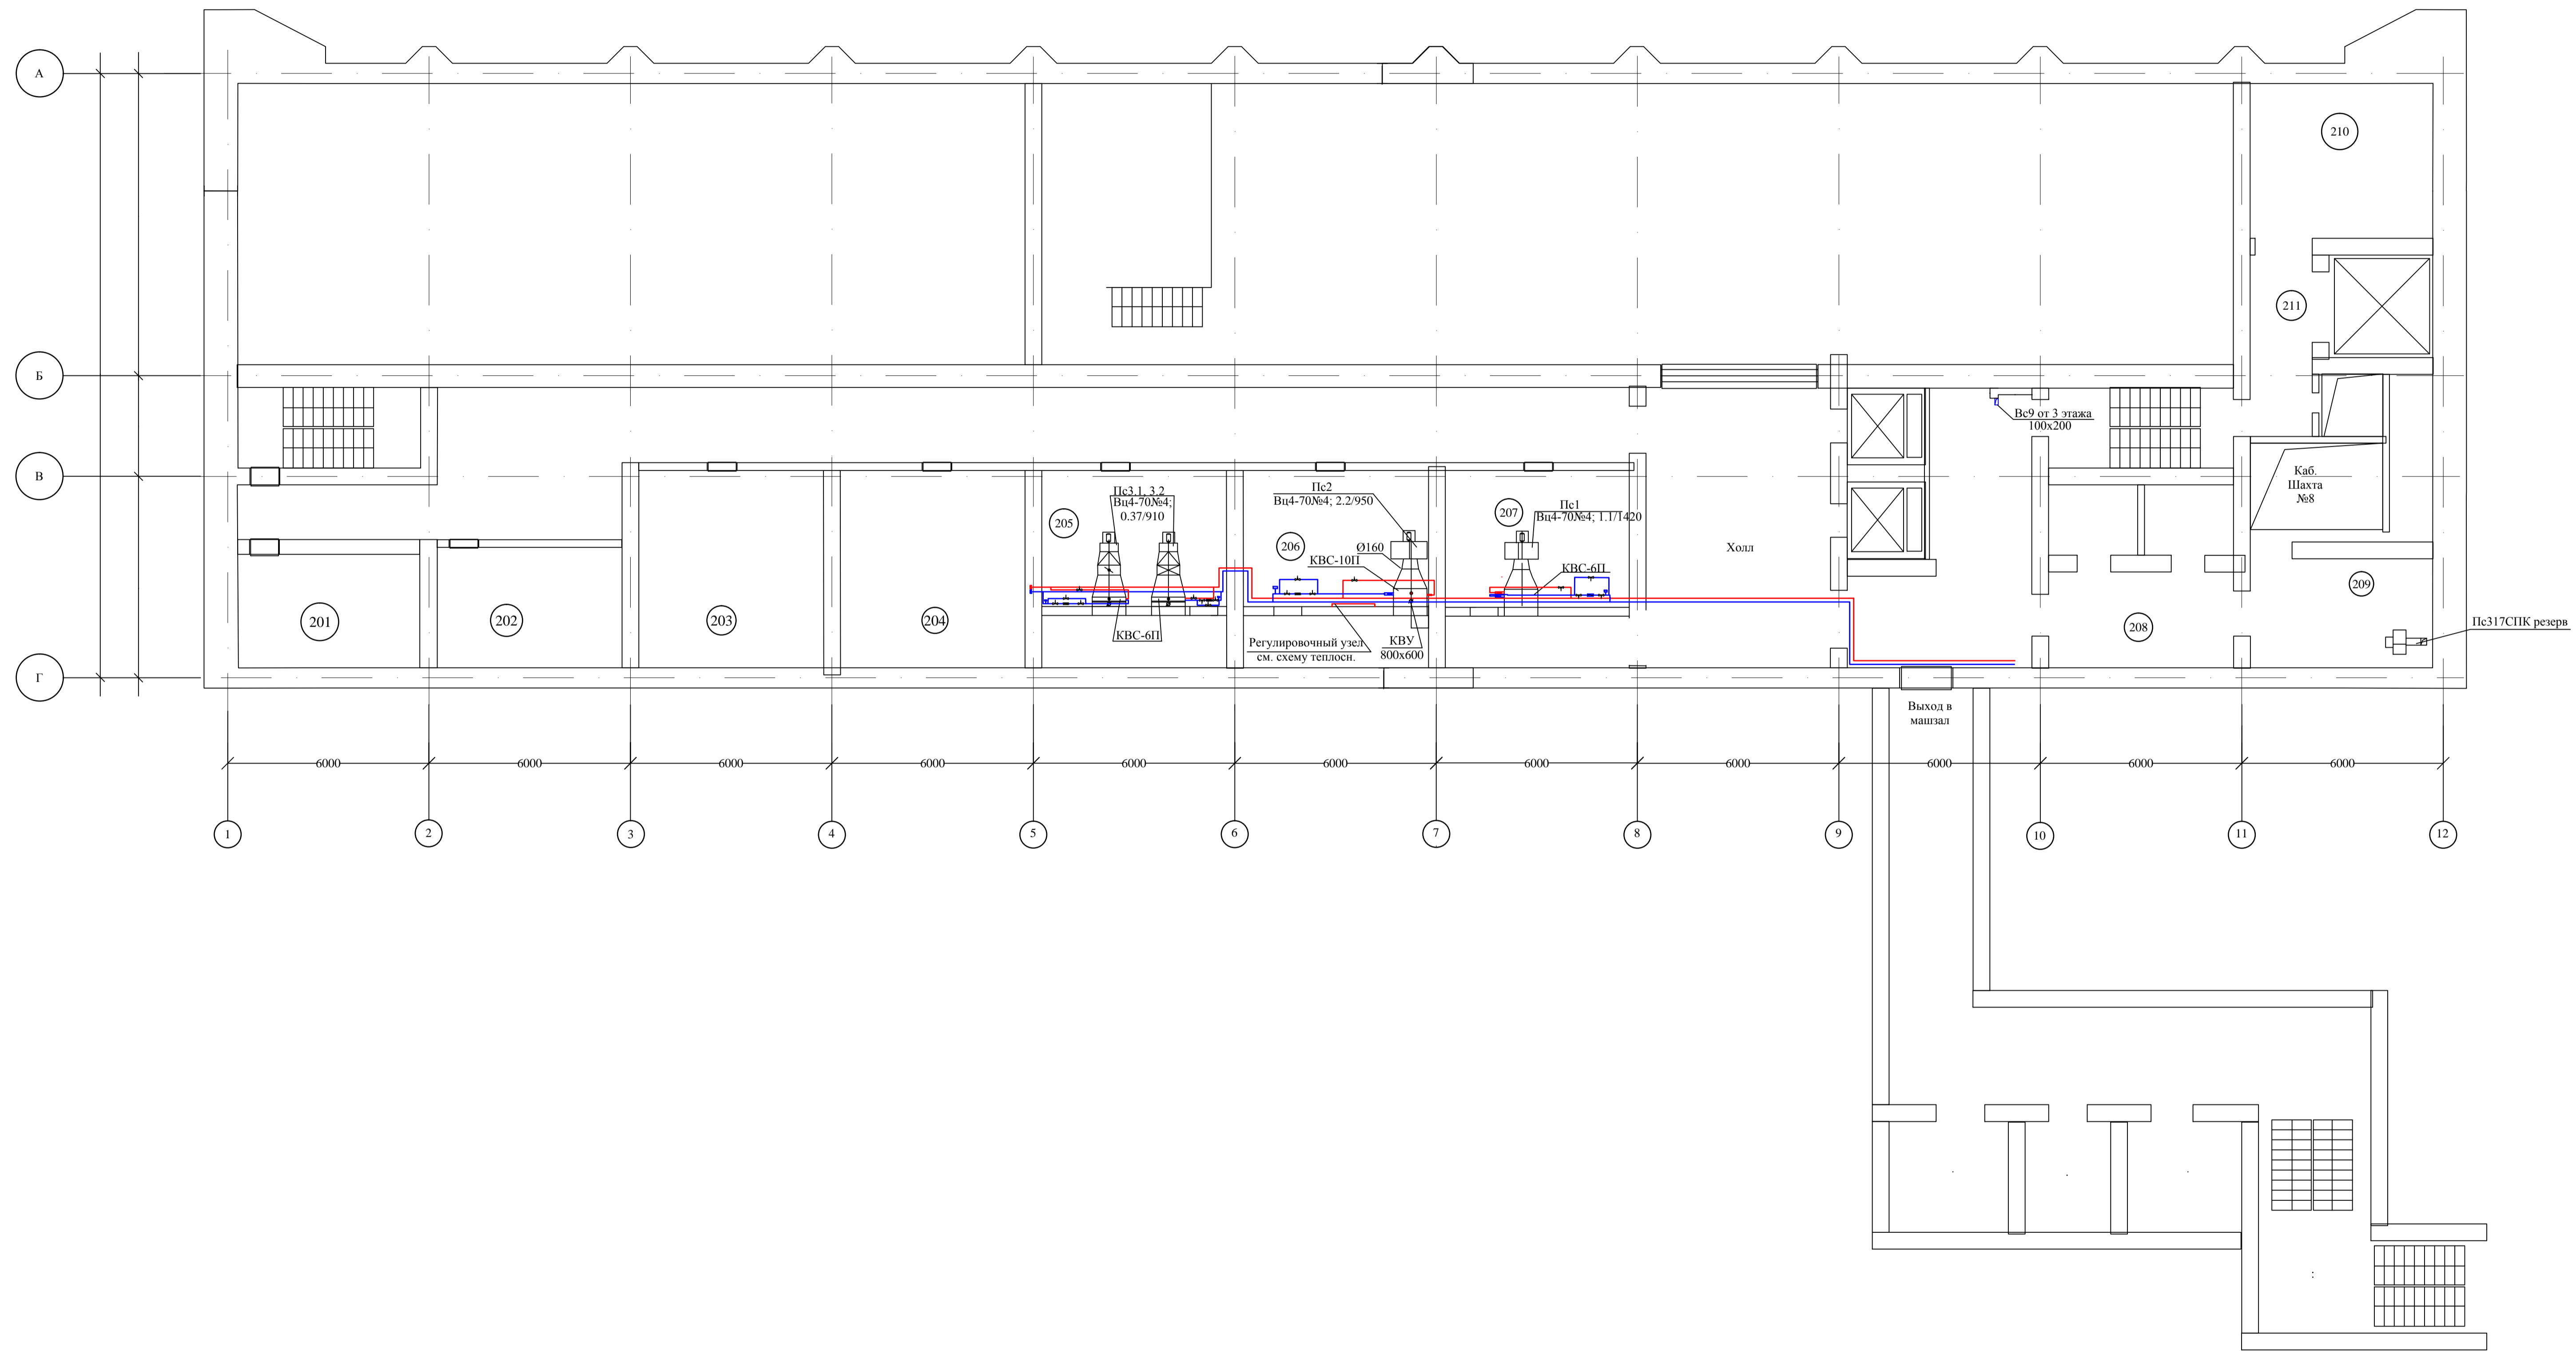 А
210
211
Б
Вс9 от 3 этажа
100х200
В
Каб.
Шахта
№8
Пс3.1, 3.2
Вц4-70№4;
0.37/910
205
Пс2
Вц4-70№4; 2.2/950
206
Ø160
КВС-10П
207
Пс1
Вц4-70№4; 1.1/1420
КВС-6П
Холл
209
201
202
203
204
КВС-6П
Регулировочный узел
см. схему теплосн.
КВУ
800х600
208
Пс317СПК резерв
Г
Выход в
машзал
6000 6000 6000 6000 6000 6000 6000 6000 6000 6000 6000
1 2 3 4 5 6 7 8 9 10 11 12